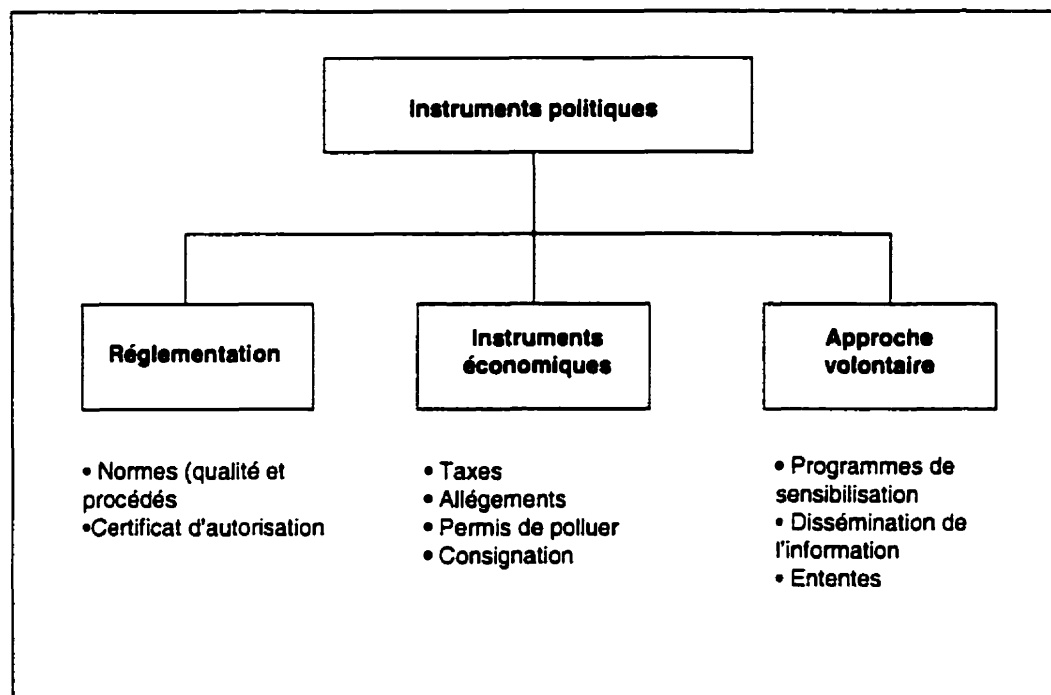 Instruments politiques
Réglementation
Instruments
économiques
Approche
volontaire
• Normes (qualité et
procédés
•Certificat d'autorisation
• Taxes
• Allégements
• Permis de polluer
• Consignation
• Programmes de
sensibilisation
• Dissémination de
l'information
• Ententes